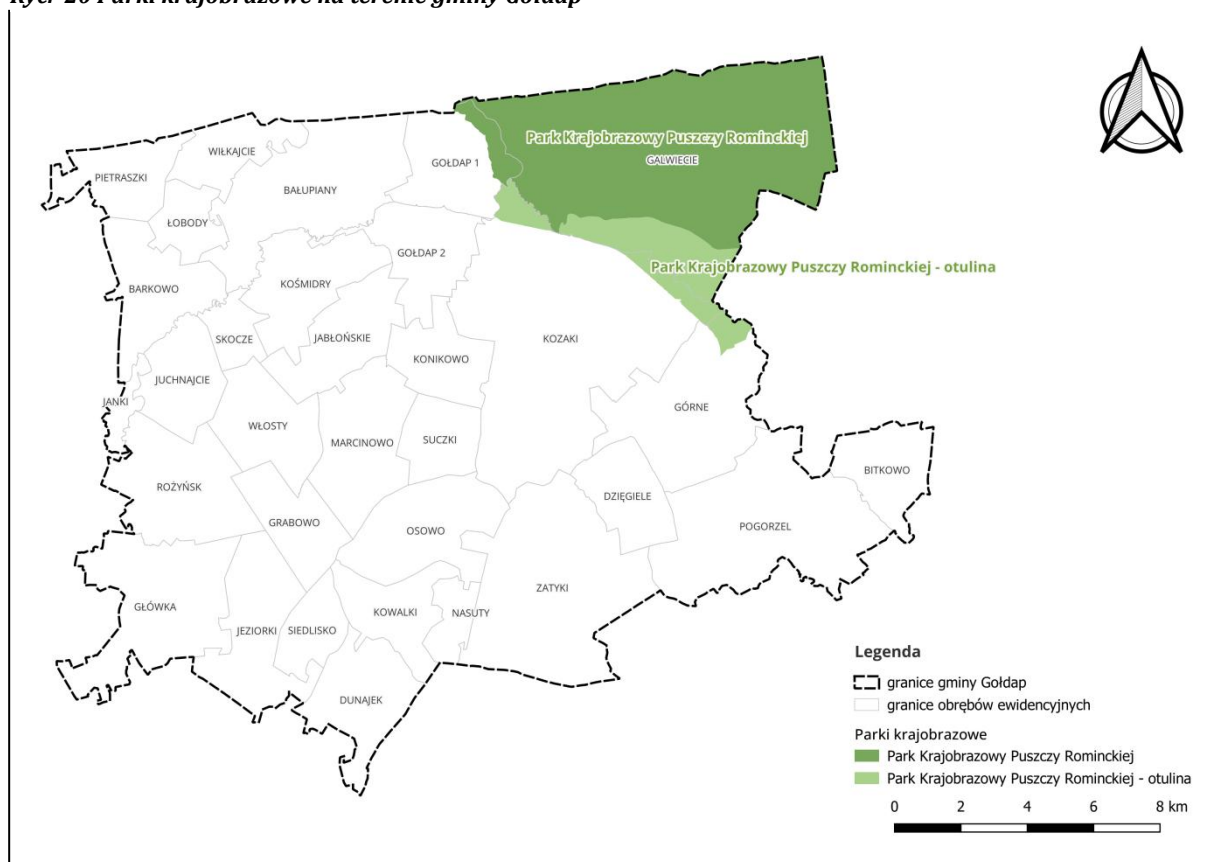 Ryc. 20 Parki krajobrazowe na terenie gminy Gołdap
Park Krajobrazowy Puszczy Rominckiej
GALWIECIE
WIŁKAJCIE
GOŁDAP 1
PIETRASZKI
BAŁUPIANY
ŁOBODY
GOŁDAP 2
Park Krajobrazowy Puszczy Rominckiej - otulina
KOŚMIDRY
BARKOWO
SKOCZE
JABŁOŃSKIE
KOZAKI
KONIKOWO
JUCHNAJCIE
JANKI
GÓRNE
WŁOSTY
MARCINOWO
SUCZKI
BITKOWO
ROŻYŃSK
DZIĘGIELE
GRABOWO
POGORZEL
OSOWO
ZATYKI
GŁÓWKA
KOWALKI
NASUTY
JEZIORKI
SIEDLISKO
DUNAJEK
Legenda
granice gminy Gołdap
granice obrębów ewidencyjnych
Parki krajobrazowe
Park Krajobrazowy Puszczy Rominckiej
Park Krajobrazowy Puszczy Rominckiej - otulina
0 2 4 6 8 km